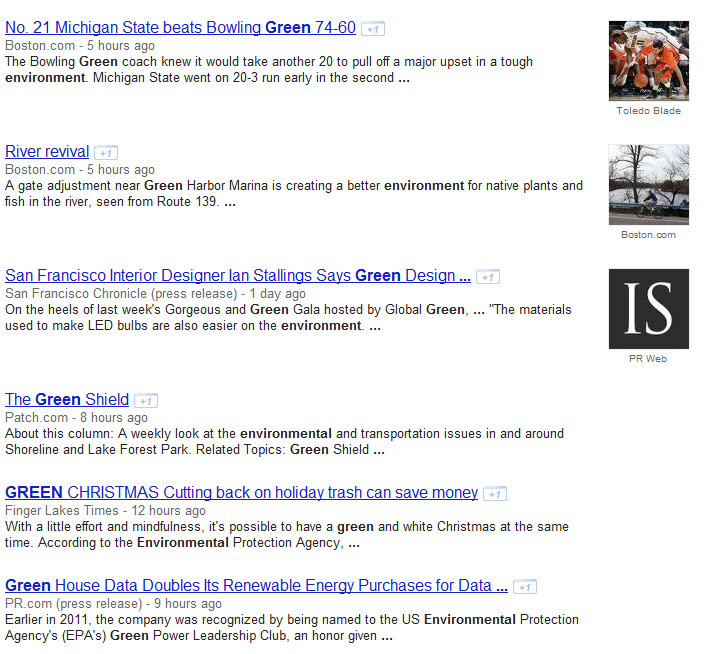 No. 21 Michigan State beats Bowling Green 74-60 +1
Boston.com - 5 hours ago
The Bowling Green coach knew it would take another 20 to pull off a major upset in a tough
environment. Michigan State went on 20-3 run early in the second ...
Toledo Blade
River revival +1
Boston.com - 5 hours ago
A gate adjustment near Green Harbor Marina is creating a better environment for native plants and
fish in the river, seen from Route 139. ...
Boston.com
San Francisco Interior Designer Ian Stallings Says Green Design ... +1
San Francisco Chronicle (press release) - 1 day ago
On the heels of last week's Gorgeous and Green Gala hosted by Global Green, ... "The materials
used to make LED bulbs are also easier on the environment. ...
IS
PR Web
The Green Shield +1
Patch.com - 8 hours ago
About this column: A weekly look at the environmental and transportation issues in and around
Shoreline and Lake Forest Park. Related Topics: Green Shield ...
GREEN CHRISTMAS Cutting back on holiday trash can save money +1
Finger Lakes Times - 12 hours ago
With a little effort and mindfulness, it's possible to have a green and white Christmas at the same
time. According to the Environmental Protection Agency, ...
Green House Data Doubles Its Renewable Energy Purchases for Data ... +1
PR.com (press release) - 9 hours ago
Earlier in 2011, the company was recognized by being named to the US Environmental Protection
Agency's (EPA's) Green Power Leadership Club, an honor given ...